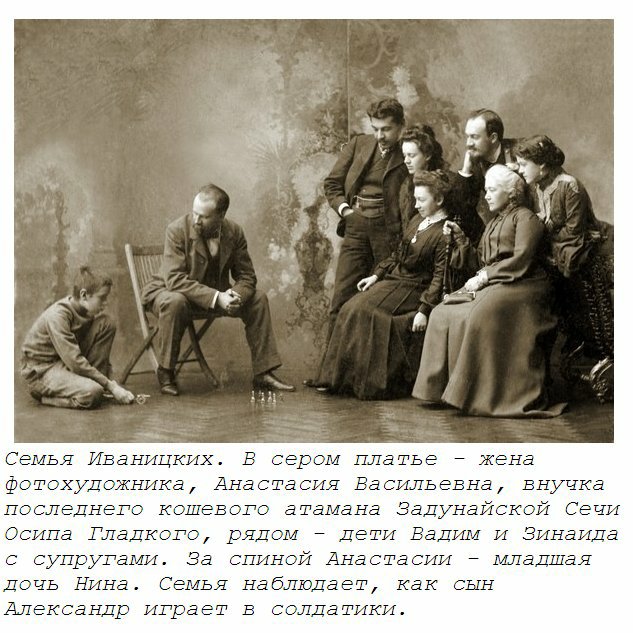 Семья Иваницких. В сером платье - жена
фотохудожника, Анастасия Васильевна, внучка
последнего кошевого атамана Задунайской Сечи
Осипа Гладкого, рядом - дети Вадим и Зинаида
с супругами. За спиной Анастасии - младшая
дочь Нина. Семья наблюдает, как сын
Александр играет в солдатики.